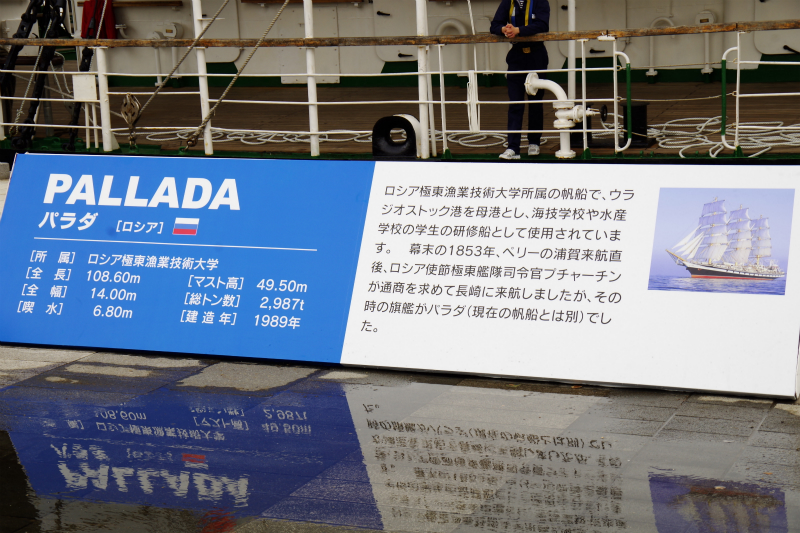 PALLADA
パラダ [ロシア]
[所 属] ロシア極東漁業技術大学
[全 長] 108.60m [マスト高] 49.50m
[全 幅] 14.00m [総トン数] 2,987t
[喫 水] 6.80m [建 造 年] 1989年
ロシア極東漁業技術大学所属の帆船で、ウラ
ジオストック港を母港とし、海技学校や水産
学校の学生の研修船として使用されていま
す。 幕末の1853年、ペリーの浦賀来航直
後、ロシア使節極東艦隊司令官プチャーチン
が通商を求めて長崎に来航しましたが、その
時の旗艦がパラダ(現在の帆船とは別)でし
た。